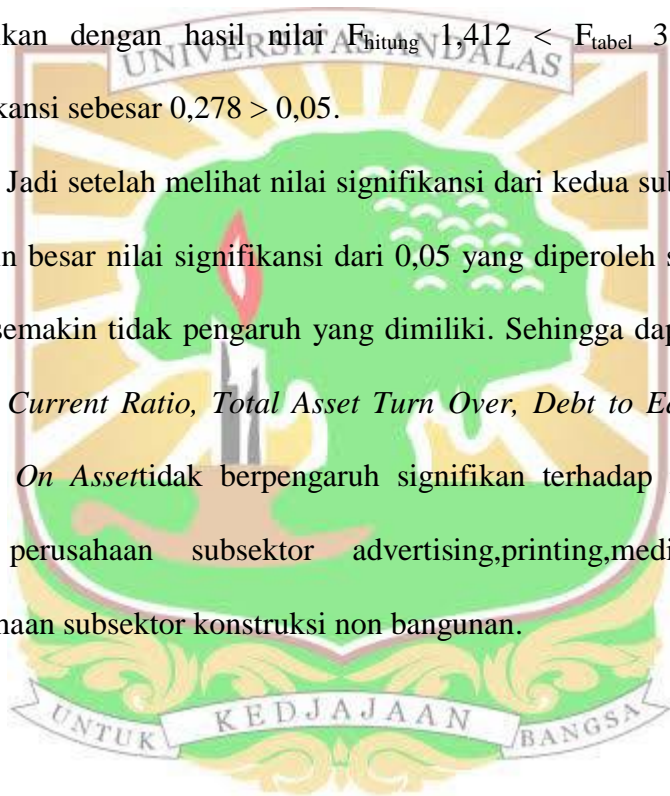 ikan dengan hasil nilai Fhitung 1,412 < Ftabel 3
UNIVERSITAS ANDALAS
kansi sebesar 0,278 > 0,05.
Jadi setelah melihat nilai signifikansi dari kedua sub
n besar nilai signifikansi dari 0,05 yang diperoleh s
semakin tidak pengaruh yang dimiliki. Sehingga dap
Current Ratio, Total Asset Turn Over, Debt to Eq
On Assettidak berpengaruh signifikan terhadap
perusahaan subsektor advertising,printing,medi
haan subsektor konstruksi non bangunan.
UNTUK KEDJAJAAN BANGSA